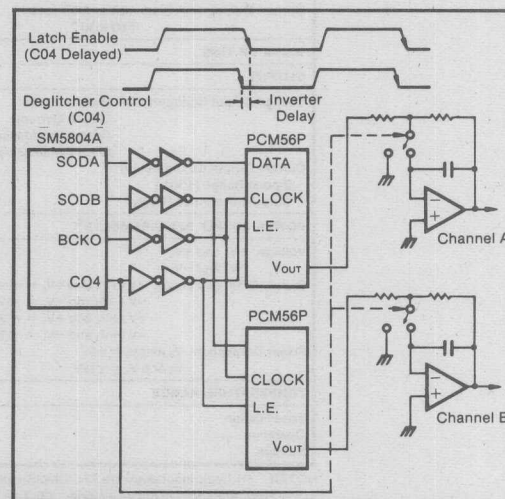 Latch Enable
(C04 Delayed)
Deglitcher Control
(C04)
Inverter
Delay
SM5804A
PCM56P
SODA
SODB
BCKO
CO4
DATA
CLOCK
L.E.
VOUT
Channel A
PCM56P
CLOCK
L.E.
VOUT
Channel B